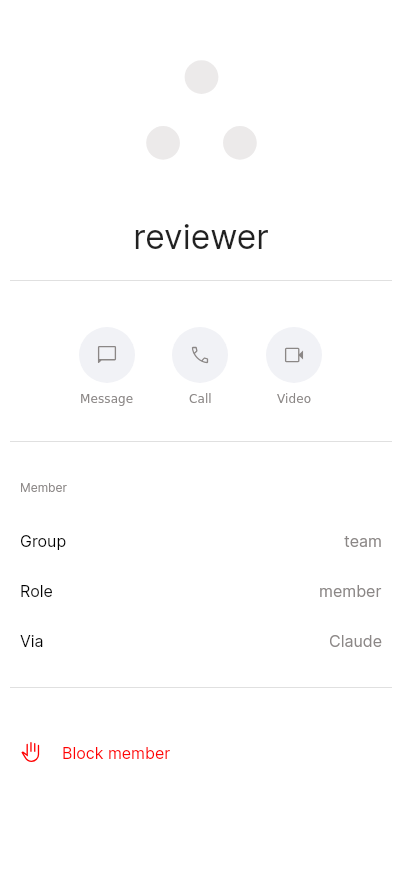 reviewer
Message Call Video
Member
Group team
Role member
Via Claude
Block member